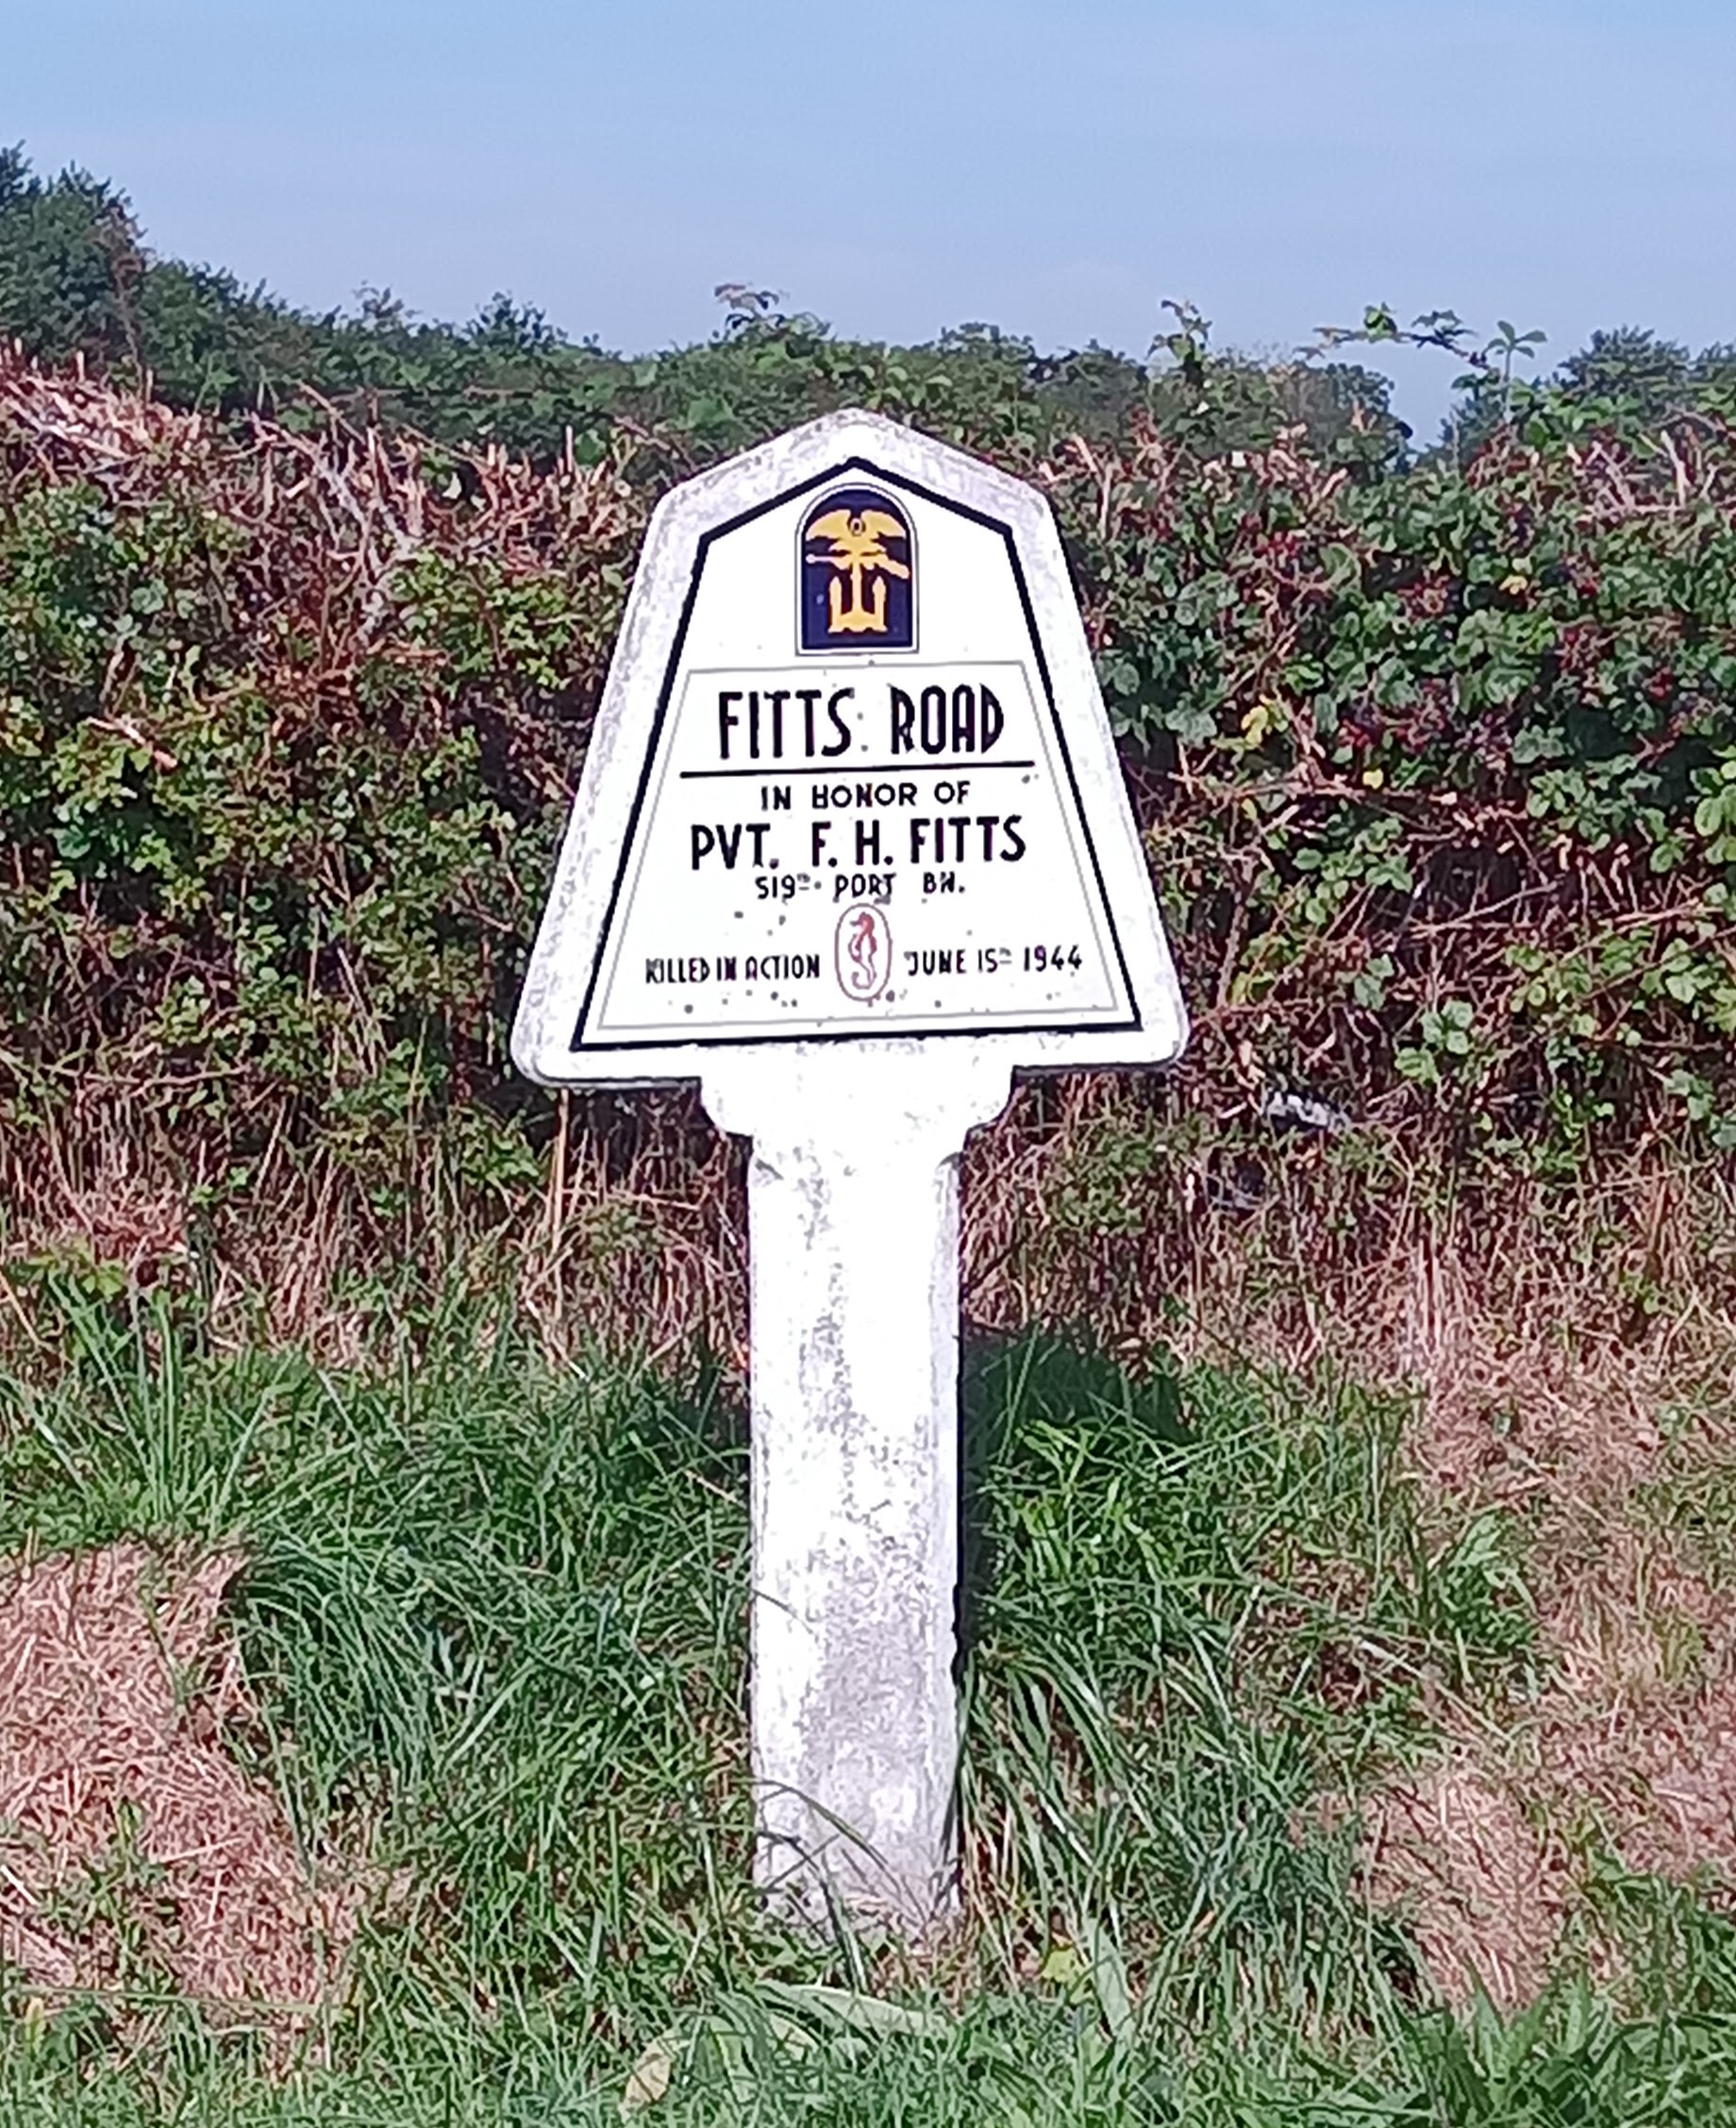 FITTS ROAD
IN HONOR OF
PVT. F. H. FITTS
519TH PORT BN.
KILLED IN ACTION JUNE 15TH 1944